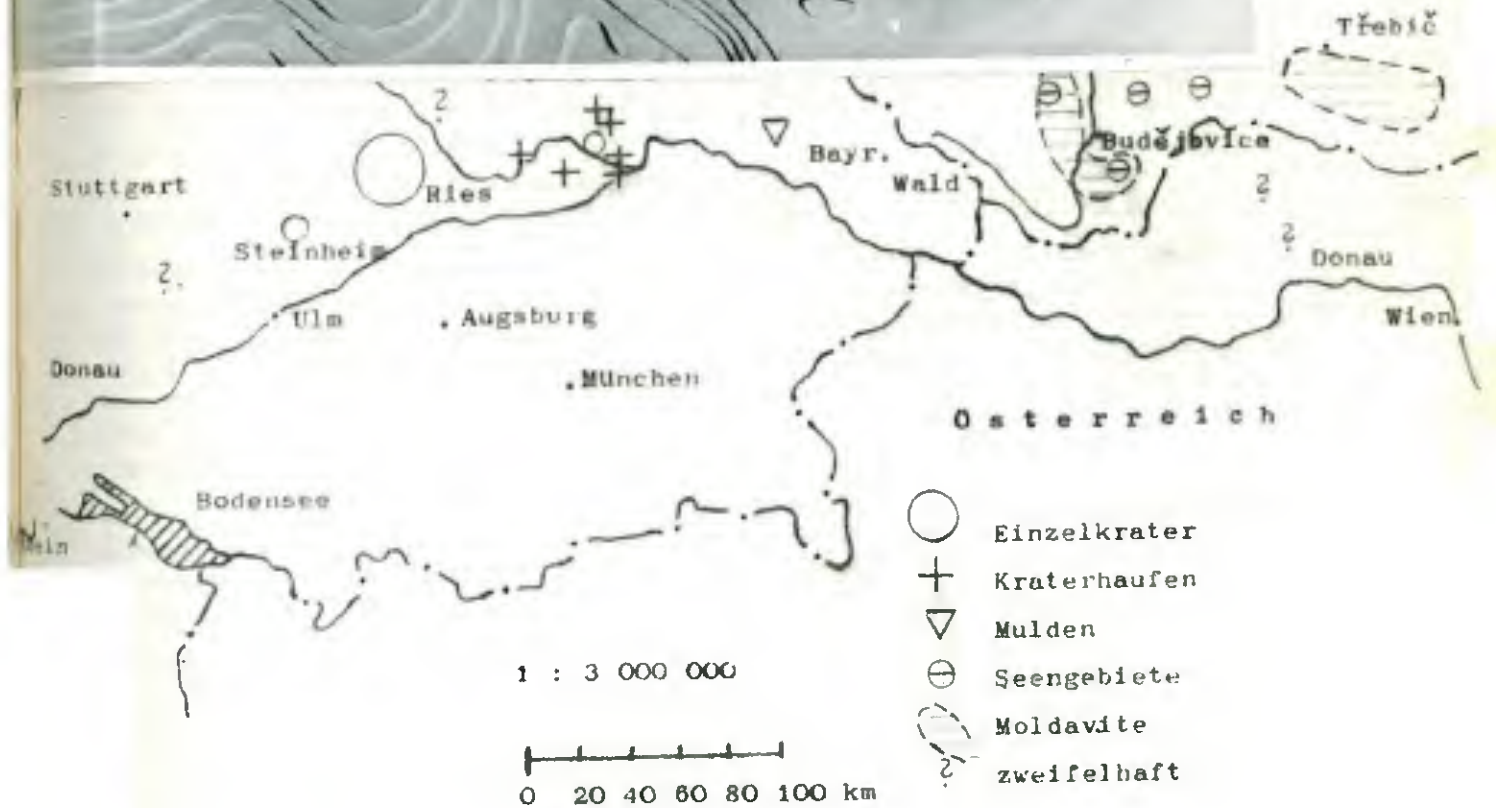 Třebič
Budějovice
Bayr.
Wald
Stuttgart
Ries
Steinheim
Donau
Ulm
. Augsburg
Wien
Donau
.München
Österreich
Bodensee
Einzelkrater
Kraterhaufen
Mulden
1 : 3 000 000
Seengebiete
Moldavite
? zweifelhaft
0 20 40 60 80 100 km
?
?
?
?